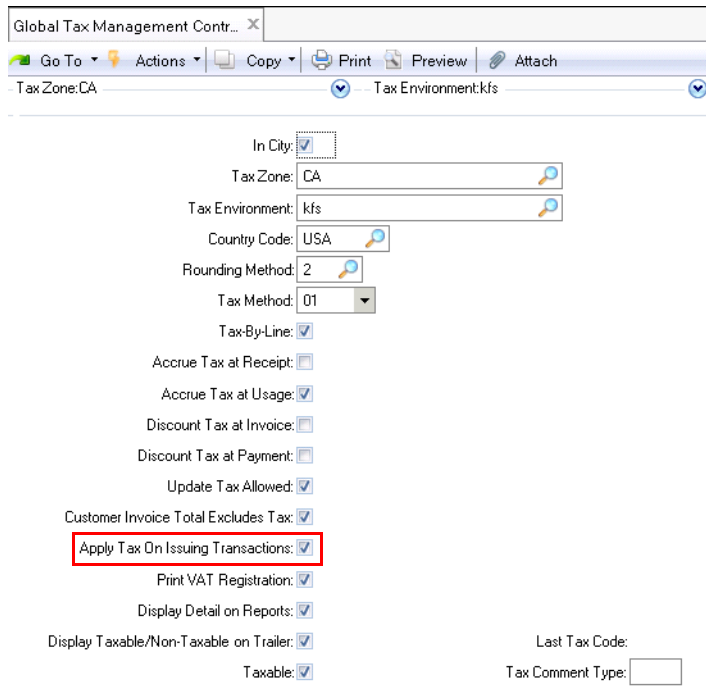 Global Tax Management Contr...
Go To Actions Copy Print Preview Attach
Tax Zone:CA Tax Environment:kfs
In City:
Tax Zone: CA
Tax Environment: kfs
Country Code: USA
Rounding Method: 2
Tax Method: 01
Tax-By-Line:
Accrue Tax at Receipt:
Accrue Tax at Usage:
Discount Tax at Invoice:
Discount Tax at Payment:
Update Tax Allowed:
Customer Invoice Total Excludes Tax:
Apply Tax On Issuing Transactions:
Print VAT Registration:
Display Detail on Reports:
Display Taxable/Non-Taxable on Trailer: Last Tax Code:
Taxable: Tax Comment Type: